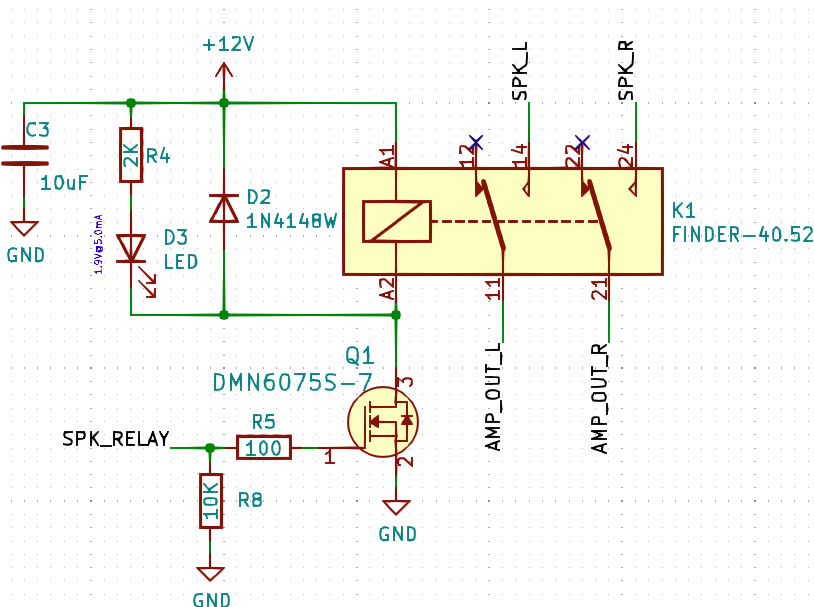 +12V
SPK_L
SPK_R
C3
10uF
GND
2K
R4
1.9V@5.0mA
D3
LED
D2
1N4148W
A1
12
14
22
24
K1
FINDER-40.52
A2
11
21
AMP_OUT_L
AMP_OUT_R
Q1
DMN6075S-7
3
SPK_RELAY
R5
100
1
2
10K
R8
GND
GND